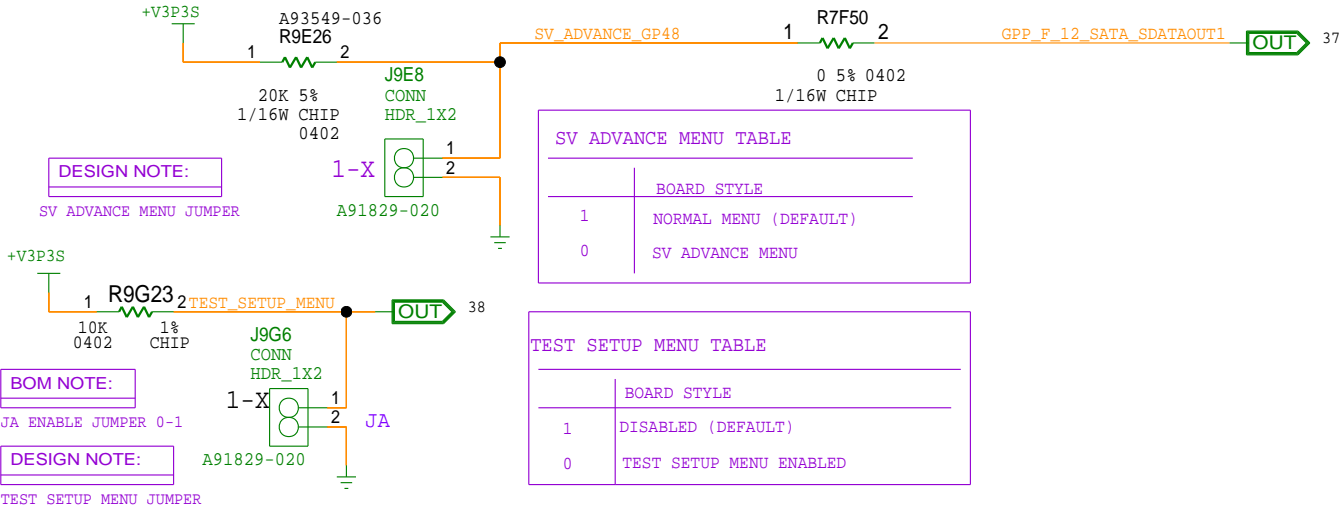 +V3P3S
A93549-036
R9E26
1 2
20K 5%
1/16W CHIP
0402
J9E8
CONN
HDR_1X2
1
2
1-X
A91829-020
SV_ADVANCE_GP48
R7F50
1 2
0 5% 0402
1/16W CHIP
GPP_F_12_SATA_SDATAOUT1
OUT
37
DESIGN NOTE:
SV ADVANCE MENU JUMPER
SV ADVANCE MENU TABLE
BOARD STYLE
1 NORMAL MENU (DEFAULT)
0 SV ADVANCE MENU
+V3P3S
R9G23
1 2
10K 1%
0402 CHIP
TEST_SETUP_MENU
OUT
38
J9G6
CONN
HDR_1X2
1-X
1
2
JA
A91829-020
BOM NOTE:
JA ENABLE JUMPER 0-1
DESIGN NOTE:
TEST SETUP MENU JUMPER
TEST SETUP MENU TABLE
BOARD STYLE
1 DISABLED (DEFAULT)
0 TEST SETUP MENU ENABLED